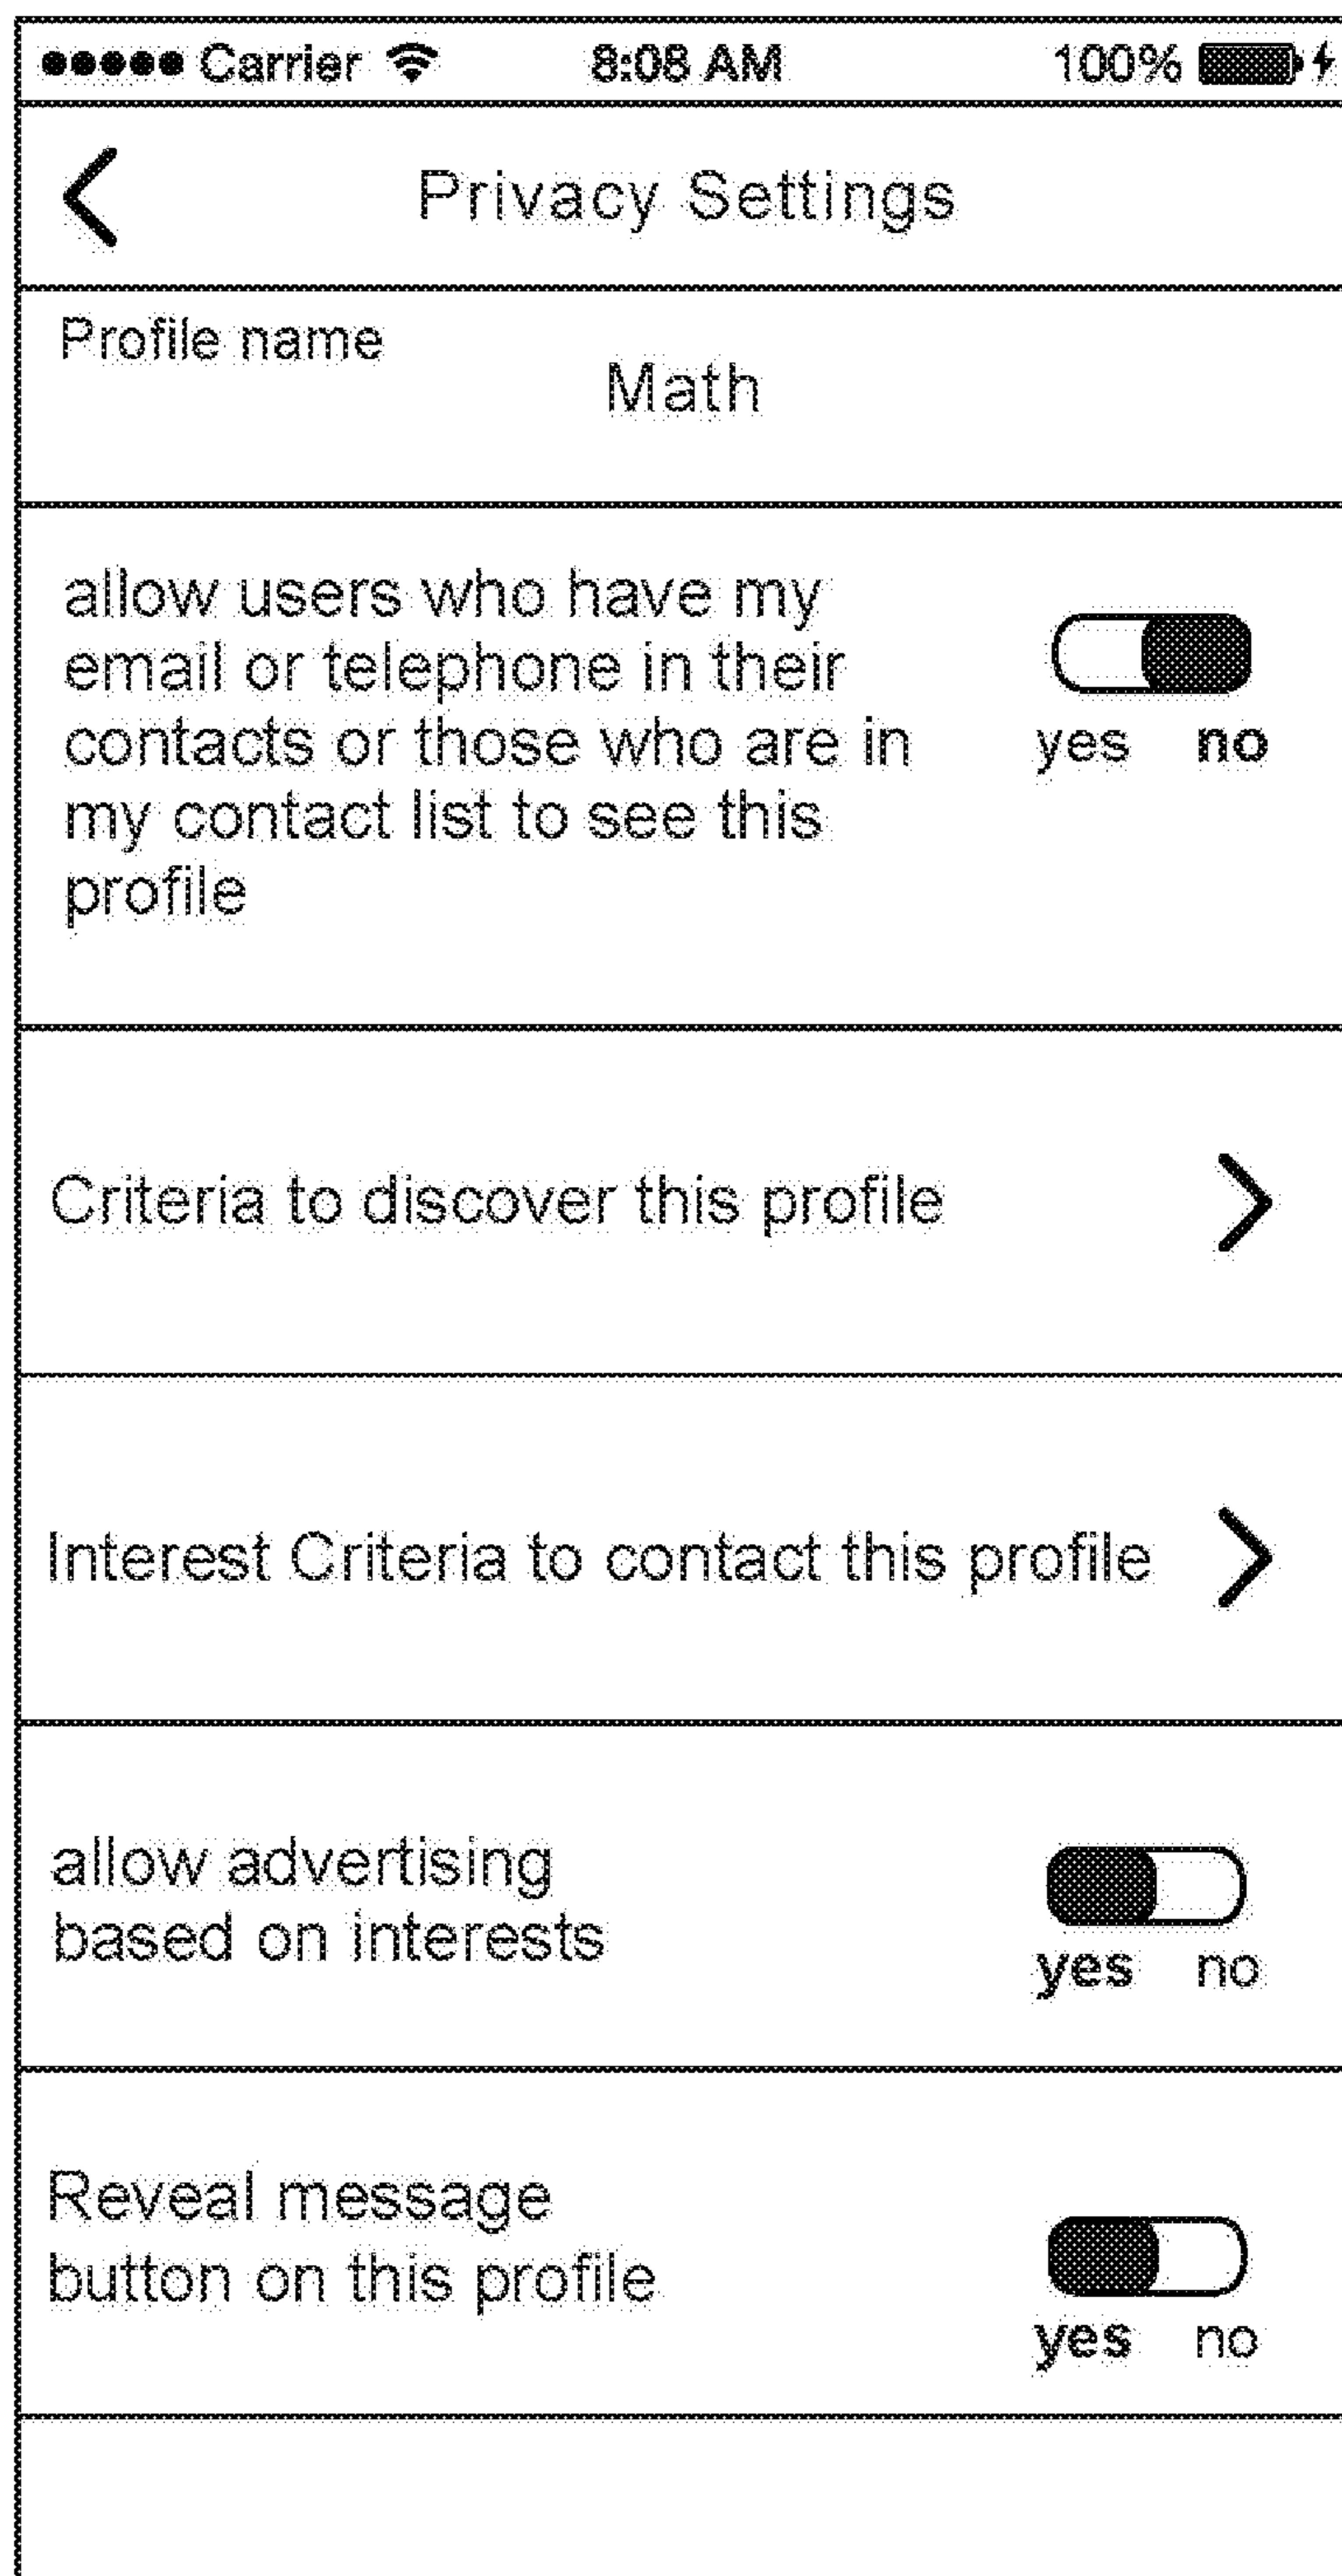 Carrier 8:08 AM 100%
Privacy Settings
Profile name
Math
allow users who have my
email or telephone in their
contacts or those who are in
my contact list to see this
profile
yes no
Criteria to discover this profile
Interest Criteria to contact this profile
allow advertising
based on interests
yes no
Reveal message
button on this profile
yes no